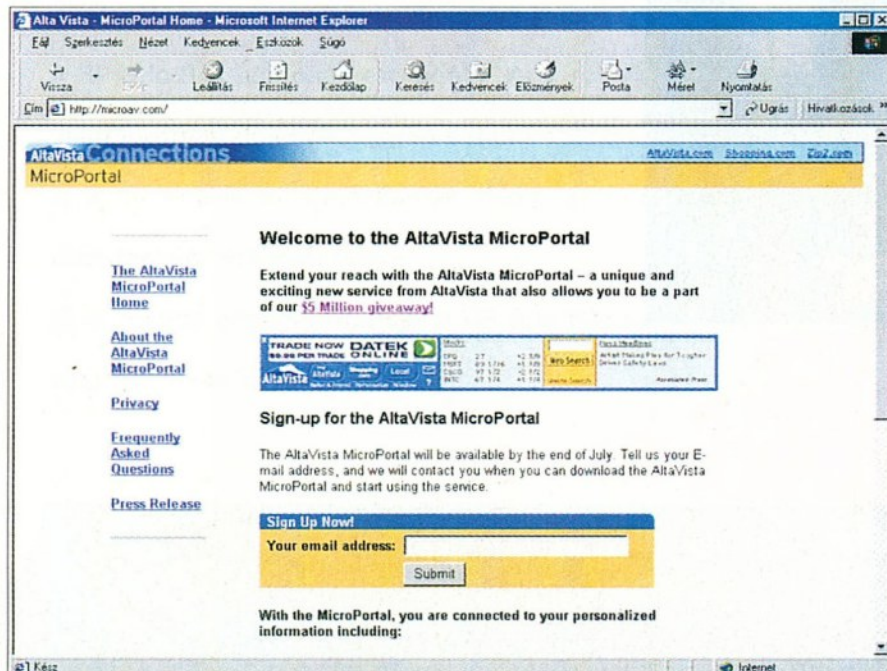 Alta Vista - MicroPortal Home - Microsoft Internet Explorer
Fájl Szerkesztés Nézet Kedvencek Eszközök Súgó
Vissza Leállítás Frissítés Kezdőlap Keresés Kedvencek Előzmények Posta Méret Nyomtatás
Cím http://microav.com/ Ugrás Hivatkozások »
AltaVista Connections AltaVista.com Shopping.com Zip2.com
MicroPortal
Welcome to the AltaVista MicroPortal
The AltaVista
MicroPortal
Home
Extend your reach with the AltaVista MicroPortal – a unique and
exciting new service from AltaVista that also allows you to be a part
of our $5 Million giveaway!
About the
AltaVista
MicroPortal
TRADE NOW DATEK
PER TRADE ONLINE
AltaVista Shopping Local
Web Search
Privacy
Sign-up for the AltaVista MicroPortal
Frequently
Asked
Questions
The AltaVista MicroPortal will be available by the end of July. Tell us your E-
mail address, and we will contact you when you can download the AltaVista
MicroPortal and start using the service.
Press Release
Sign Up Now!
Your email address:
Submit
With the MicroPortal, you are connected to your personalized
information including:
Kész Internet